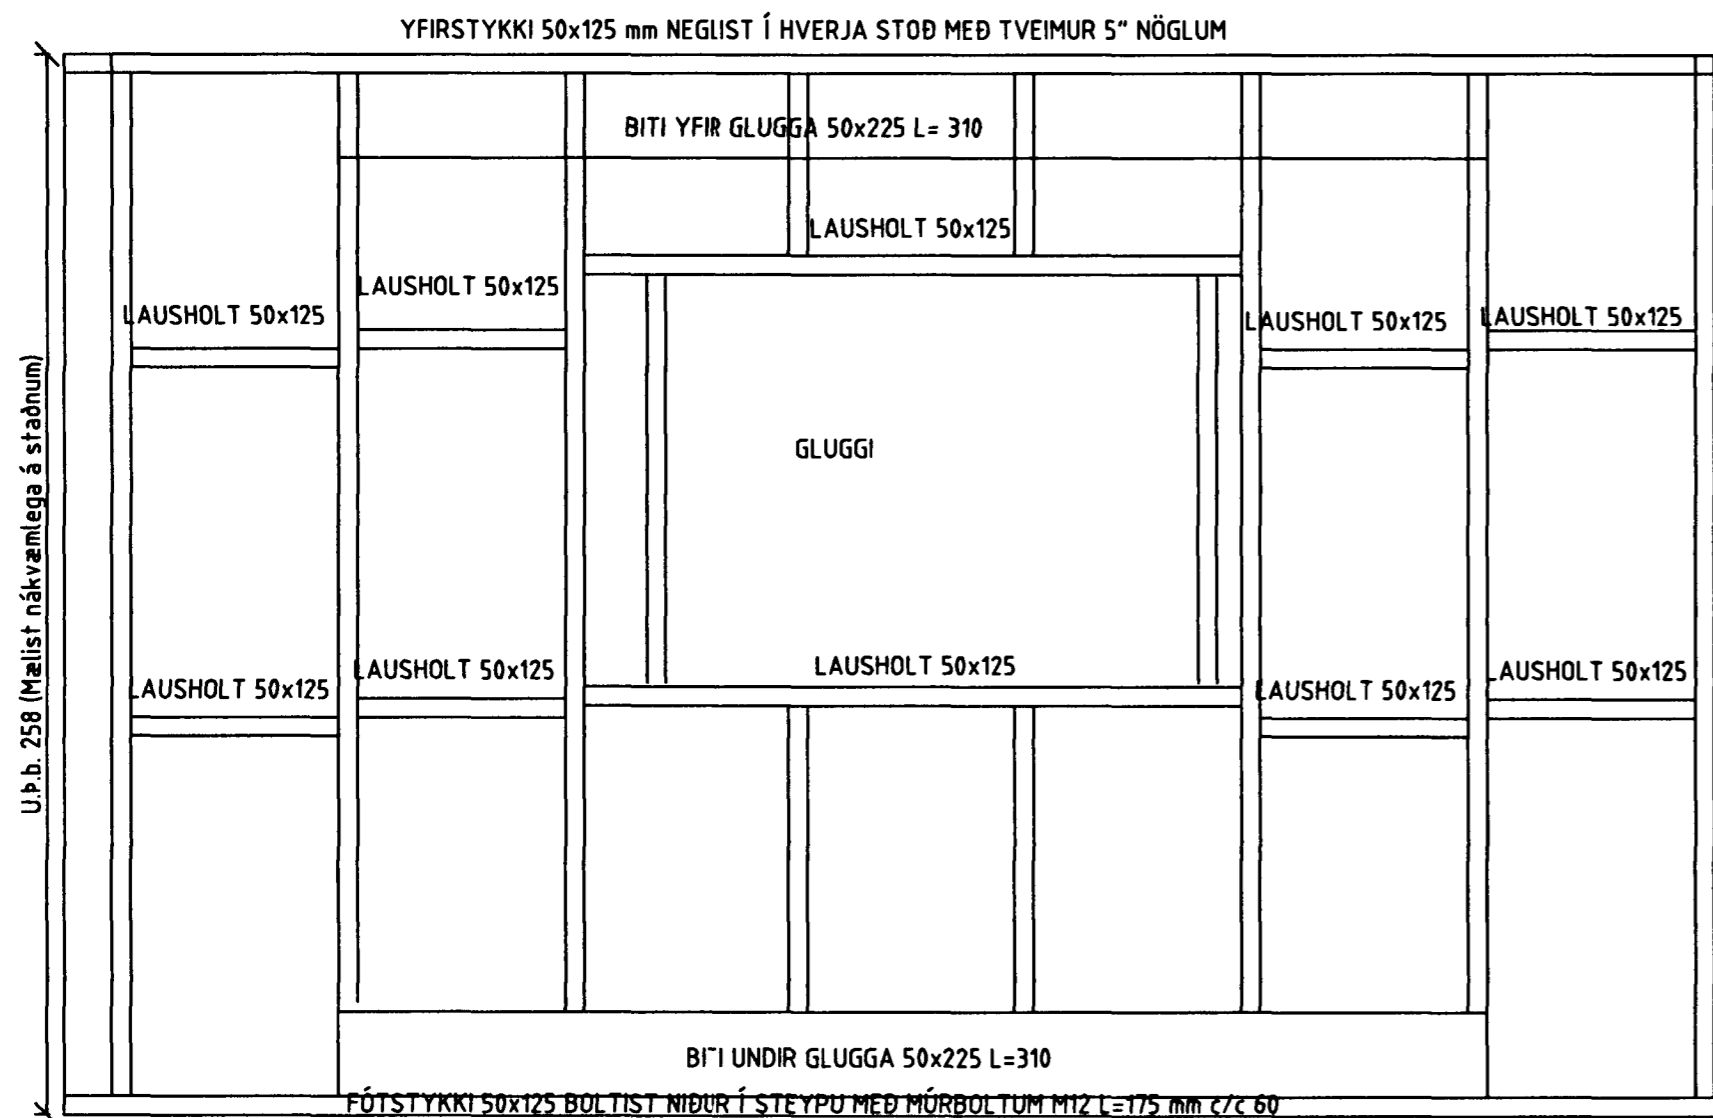 YFIRSTYKKI 50x125 mm NEGLIST Í HVERJA STOÐ MEÐ TVEIMUR 5" NÖGLUM
BITI YFIR GLUGGA 50x225 L= 310
LAUSHOLT 50x125
LAUSHOLT 50x125
LAUSHOLT 50x125
LAUSHOLT 50x125
LAUSHOLT 50x125
U.Þ.b. 258 (Mælist nákvæmlega á staðnum)
GLUGGI
LAUSHOLT 50x125
LAUSHOLT 50x125
LAUSHOLT 50x125
LAUSHOLT 50x125
LAUSHOLT 50x125
BITI UNDIR GLUGGA 50x225 L=310
FÓTSTYKKI 50x125 BOLTIST NIÐUR Í STEYPU MEÐ MÚRBOLTUM M12 L=175 mm c/c 60